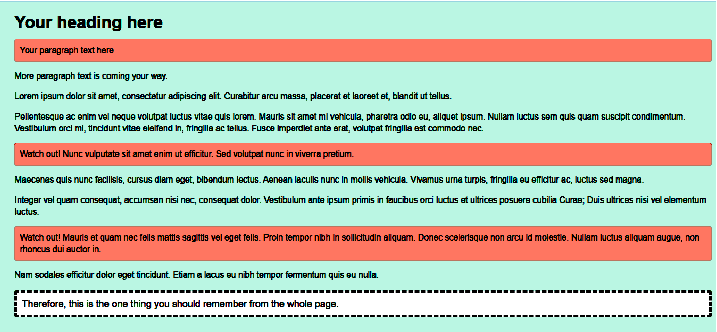 Your heading here
Your paragraph text here
More paragraph text is coming your way.
Lorem ipsum dolor sit amet, consectetur adipiscing elit. Curabitur arcu massa, placerat et laoreet et, blandit ut tellus.
Pellentesque ac enim vel neque volutpat luctus vitae quis lorem. Mauris sit amet mi vehicula, pharetra odio eu, aliquet ipsum. Nullam luctus sem quis quam suscipit condimentum.
Vestibulum orci mi, tincidunt vitae eleifend in, fringilla ac tellus. Fusce imperdiet ante erat, volutpat fringilla est commodo nec.
Watch out! Nunc vulputate sit amet enim ut efficitur. Sed volutpat nunc in viverra pretium.
Maecenas quis nunc facilisis, cursus diam eget, bibendum lectus. Aenean iaculis nunc in mollis vehicula. Vivamus urna turpis, fringilla eu efficitur ac, luctus sed magna.
Integer vel quam consequat, accumsan nisi nec, consequat dolor. Vestibulum ante ipsum primis in faucibus orci luctus et ultrices posuere cubilia Curae; Duis ultrices nisi vel elementum
luctus.
Watch out! Mauris et quam nec felis mattis sagittis vel eget felis. Proin tempor nibh in sollicitudin aliquam. Donec scelerisque non arcu id molestie. Nullam luctus aliquam augue, non
rhoncus dui auctor in.
Nam sodales efficitur dolor eget tincidunt. Etiam a lacus eu nibh tempor fermentum quis eu nulla.
Therefore, this is the one thing you should remember from the whole page.